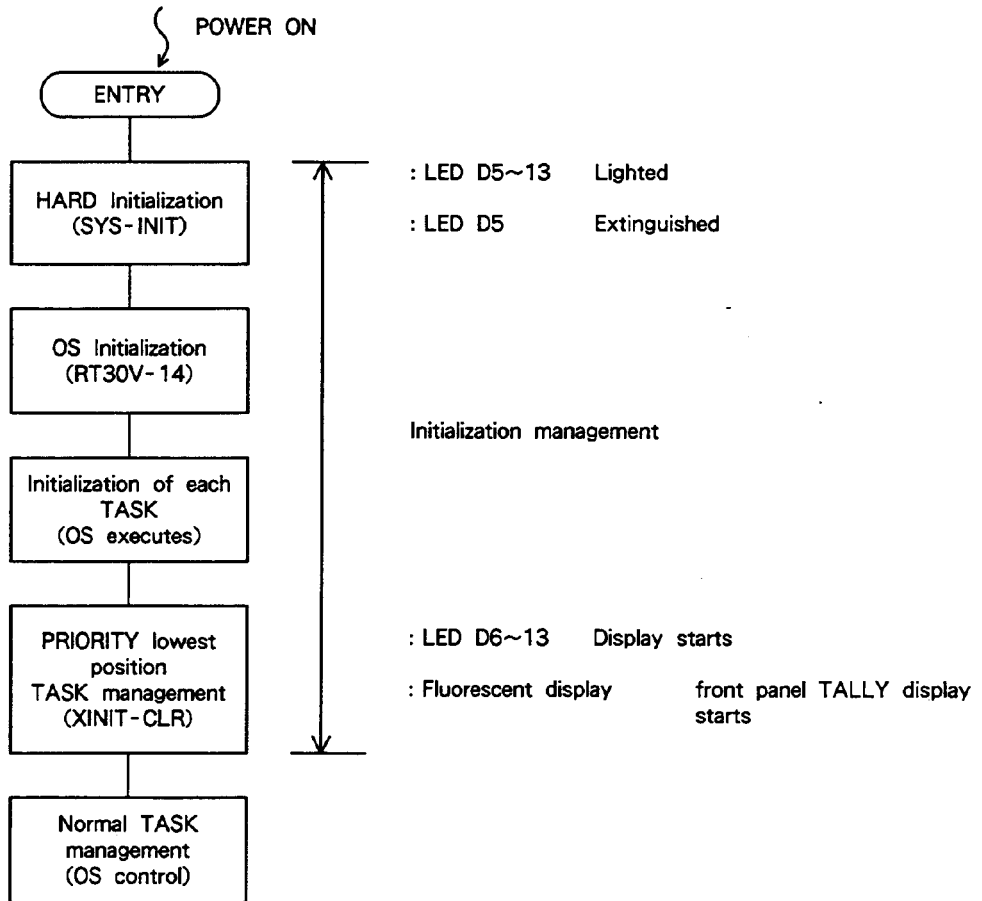 POWER ON
ENTRY
HARD Initialization
(SYS-INIT)
: LED D5~13 Lighted
: LED D5 Extinguished
OS Initialization
(RT30V-14)
Initialization management
Initialization of each
TASK
(OS executes)
PRIORITY lowest
position
TASK management
(XINIT-CLR)
: LED D6~13 Display starts
: Fluorescent display front panel TALLY display
starts
Normal TASK
management
(OS control)